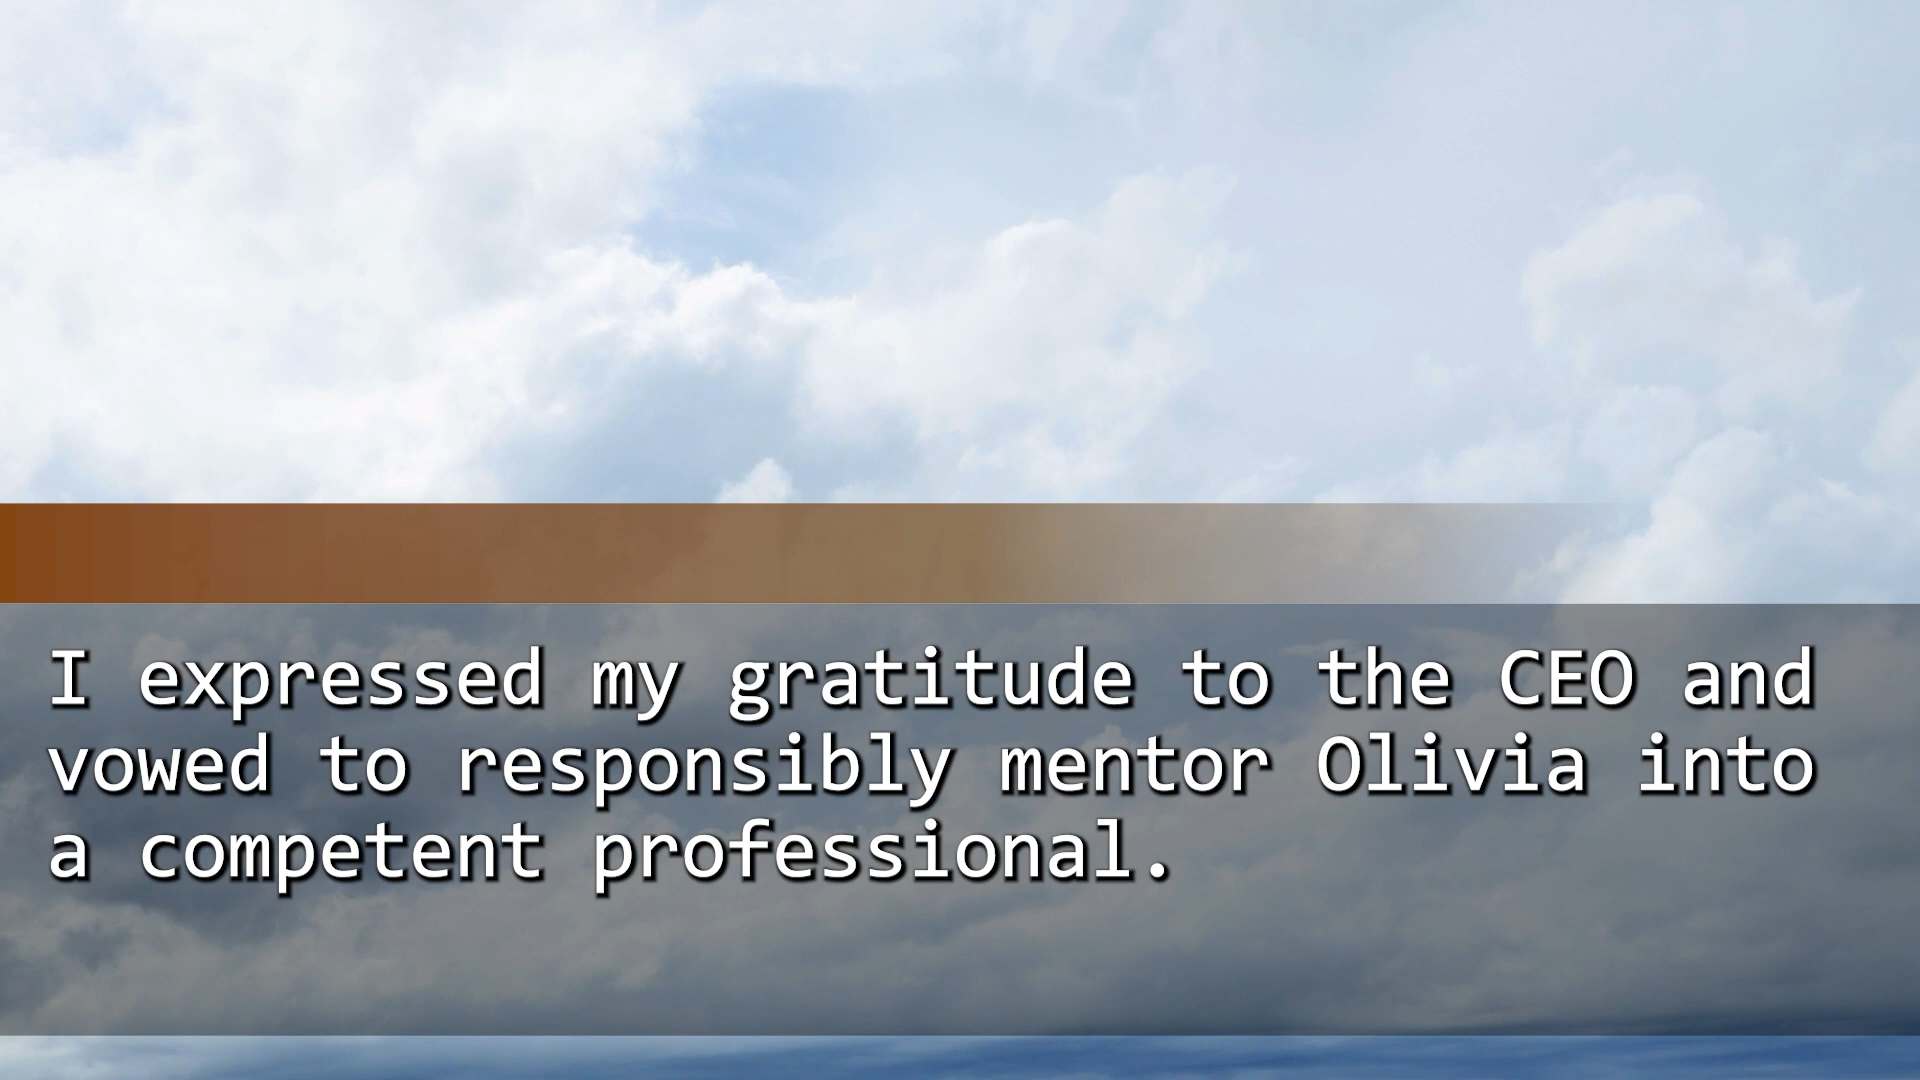 I expressed my gratitude to the CEO and
vowed to responsibly mentor Olivia into
a competent professional.